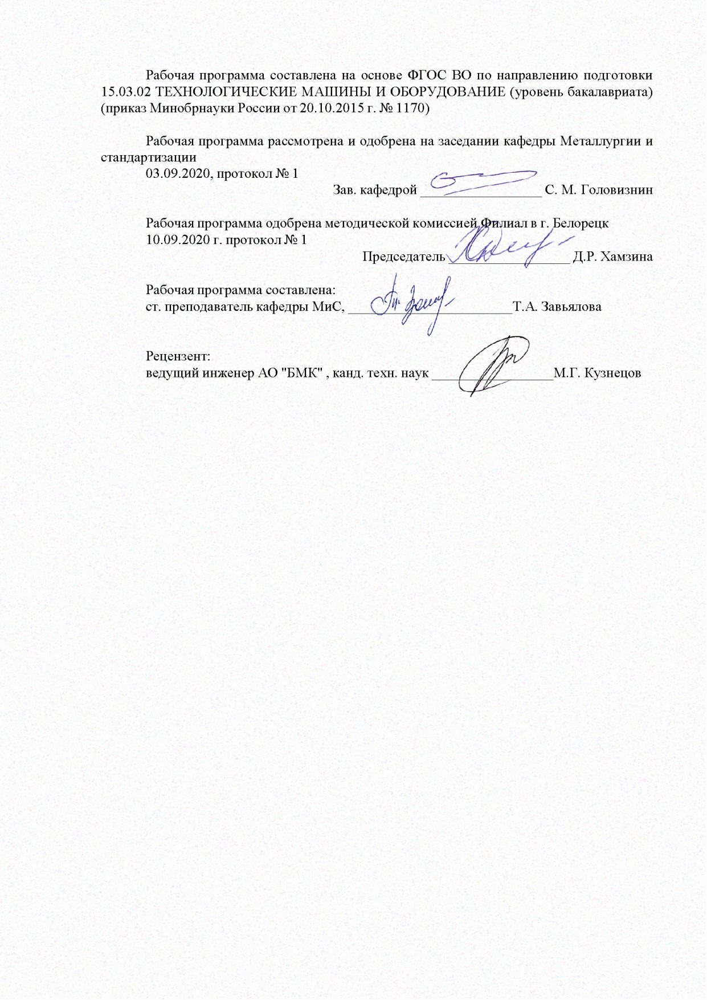 Рабочая программа составлена на основе ФГОС ВО по направлению подготовки
15.03.02 ТЕХНОЛОГИЧЕСКИЕ МАШИНЫ И ОБОРУДОВАНИЕ (уровень бакалавриата)
(приказ Минобрнауки России от 20.10.2015 г. № 1170)
Рабочая программа рассмотрена и одобрена на заседании кафедры Металлургии и
стандартизации
03.09.2020, протокол № 1
Зав. кафедрой _________________ С. М. Головизнин
Рабочая программа одобрена методической комиссией Филиал в г. Белорецк
10.09.2020 г. протокол № 1
Председатель _________________ Д.Р. Хамзина
Рабочая программа составлена:
ст. преподаватель кафедры МиС, _______________________Т.А. Завьялова
Рецензент:
ведущий инженер АО "БМК" , канд. техн. наук _________________М.Г. Кузнецов